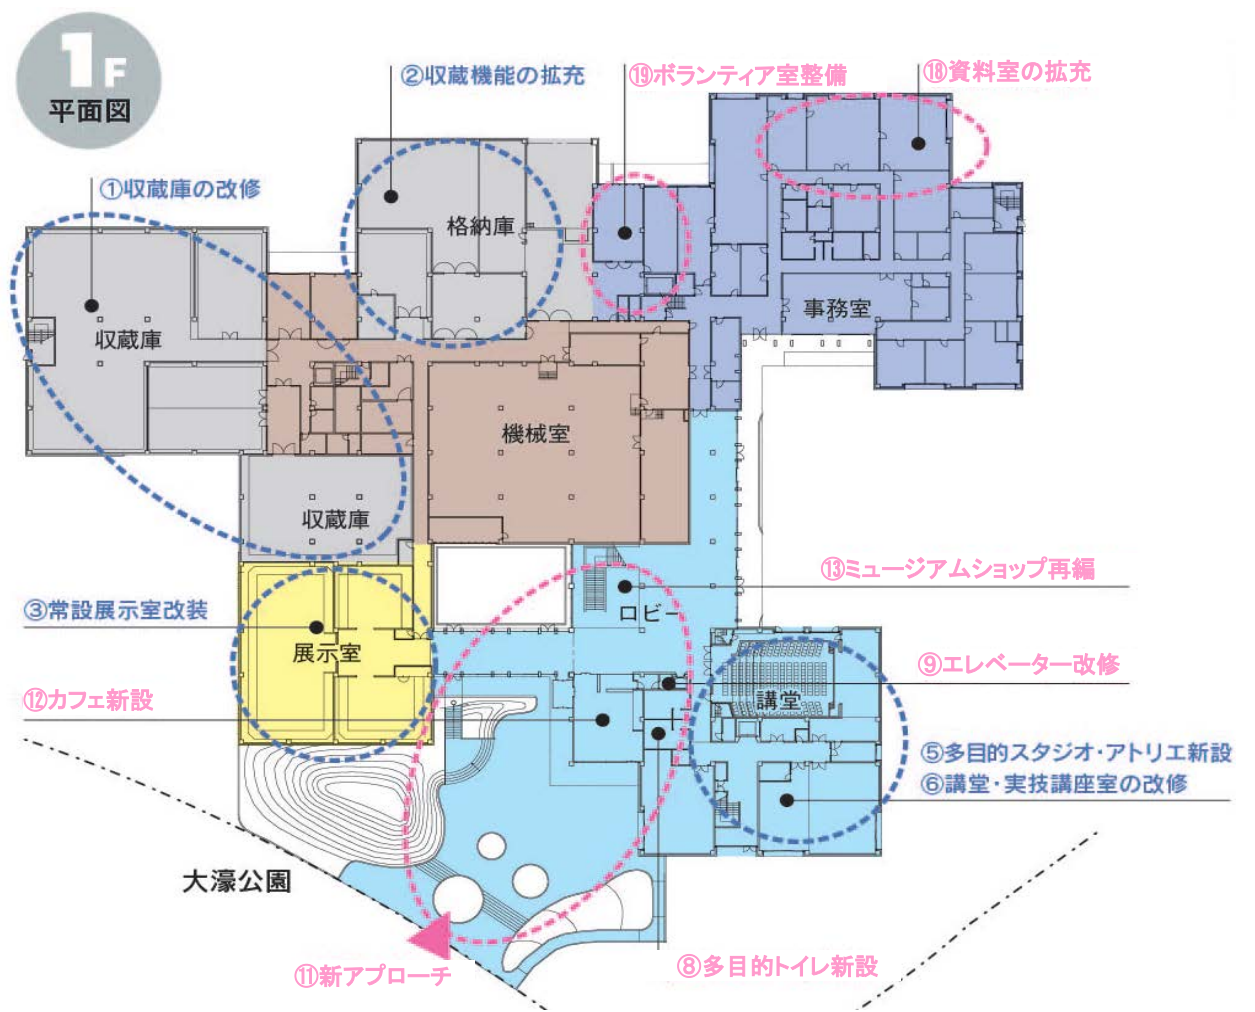 1F
平面図
②収蔵機能の拡充
⑲ボランティア室整備
⑱資料室の拡充
①収蔵庫の改修
格納庫
事務室
収蔵庫
機械室
収蔵庫
⑬ミュージアムショップ再編
③常設展示室改装
ロビー
展示室
⑨エレベーター改修
⑫カフェ新設
講堂
⑤多目的スタジオ・アトリエ新設
⑥講堂・実技講座室の改修
大濠公園
⑪新アプローチ
⑧多目的トイレ新設